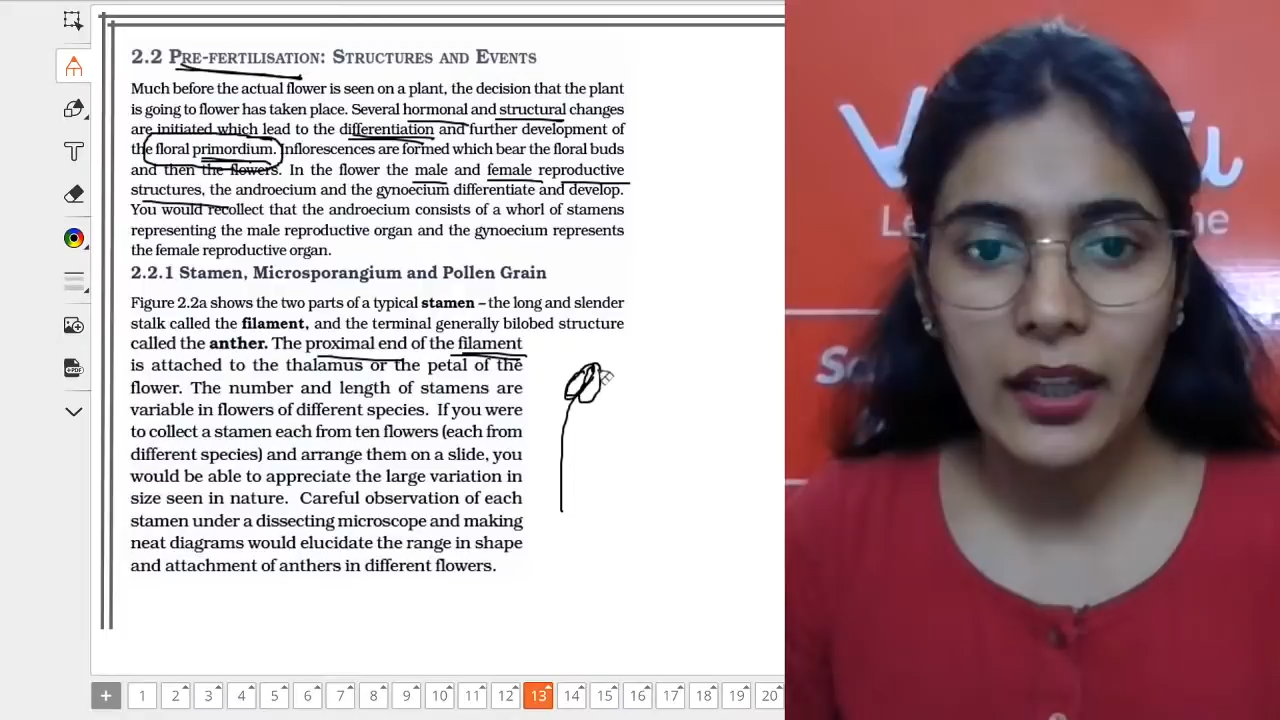 2.2 PRE-FERTILISATION: STRUCTURES AND EVENTS
Much before the actual flower is seen on a plant, the decision that the plant
is going to flower has taken place. Several hormonal and structural changes
are initiated which lead to the differentiation and further development of
the floral primordium. Inflorescences are formed which bear the floral buds
and then the flowers. In the flower the male and female reproductive
structures, the androecium and the gynoecium differentiate and develop.
You would recollect that the androecium consists of a whorl of stamens
representing the male reproductive organ and the gynoecium represents
the female reproductive organ.
2.2.1 Stamen, Microsporangium and Pollen Grain
Figure 2.2a shows the two parts of a typical stamen – the long and slender
stalk called the filament, and the terminal generally bilobed structure
called the anther. The proximal end of the filament
is attached to the thalamus or the petal of the
flower. The number and length of stamens are
variable in flowers of different species. If you were
to collect a stamen each from ten flowers (each from
different species) and arrange them on a slide, you
would be able to appreciate the large variation in
size seen in nature. Careful observation of each
stamen under a dissecting microscope and making
neat diagrams would elucidate the range in shape
and attachment of anthers in different flowers.
T
PDF
+ 1 2 3 4 5 6 7 8 9 10 11 12 13 14 15 16 17 18 19 20